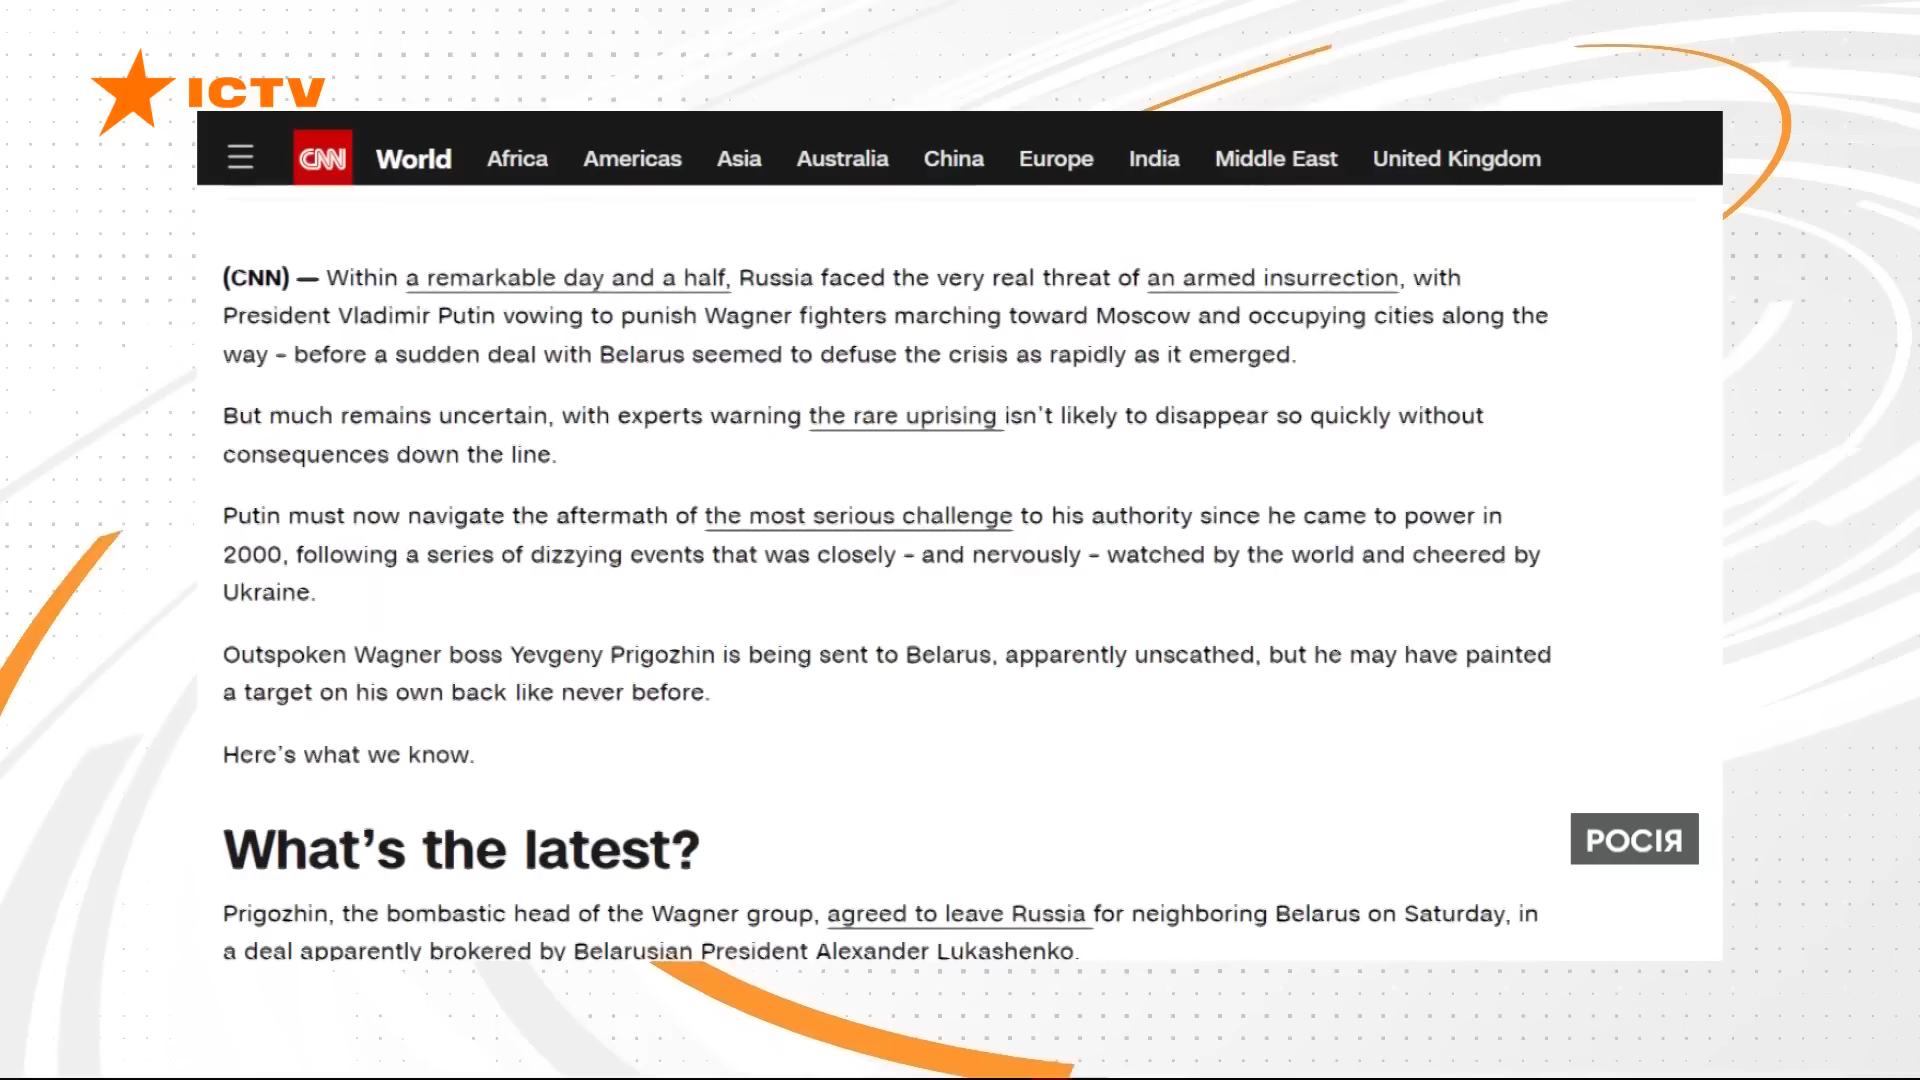 ICTV
CNN World Africa Americas Asia Australia China Europe India Middle East United Kingdom
(CNN) — Within a remarkable day and a half, Russia faced the very real threat of an armed insurrection, with
President Vladimir Putin vowing to punish Wagner fighters marching toward Moscow and occupying cities along the
way – before a sudden deal with Belarus seemed to defuse the crisis as rapidly as it emerged.
But much remains uncertain, with experts warning the rare uprising isn’t likely to disappear so quickly without
consequences down the line.
Putin must now navigate the aftermath of the most serious challenge to his authority since he came to power in
2000, following a series of dizzying events that was closely – and nervously – watched by the world and cheered by
Ukraine.
Outspoken Wagner boss Yevgeny Prigozhin is being sent to Belarus, apparently unscathed, but he may have painted
a target on his own back like never before.
Here’s what we know.
What’s the latest?
РОСІЯ
Prigozhin, the bombastic head of the Wagner group, agreed to leave Russia for neighboring Belarus on Saturday, in
a deal apparently brokered by Belarusian President Alexander Lukashenko.